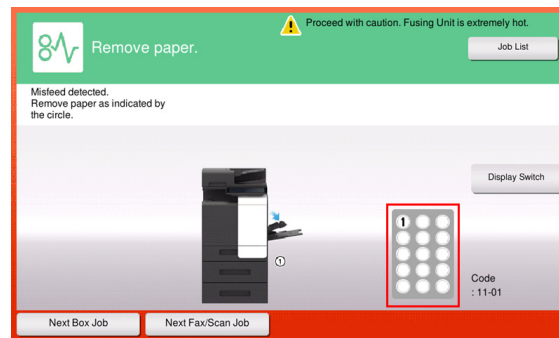 Proceed with caution. Fusing Unit is extremely hot.
Remove paper.
Job List
Misfeed detected.
Remove paper as indicated by
the circle.
Display Switch
1
1
Code
: 11-01
Next Box Job
Next Fax/Scan Job